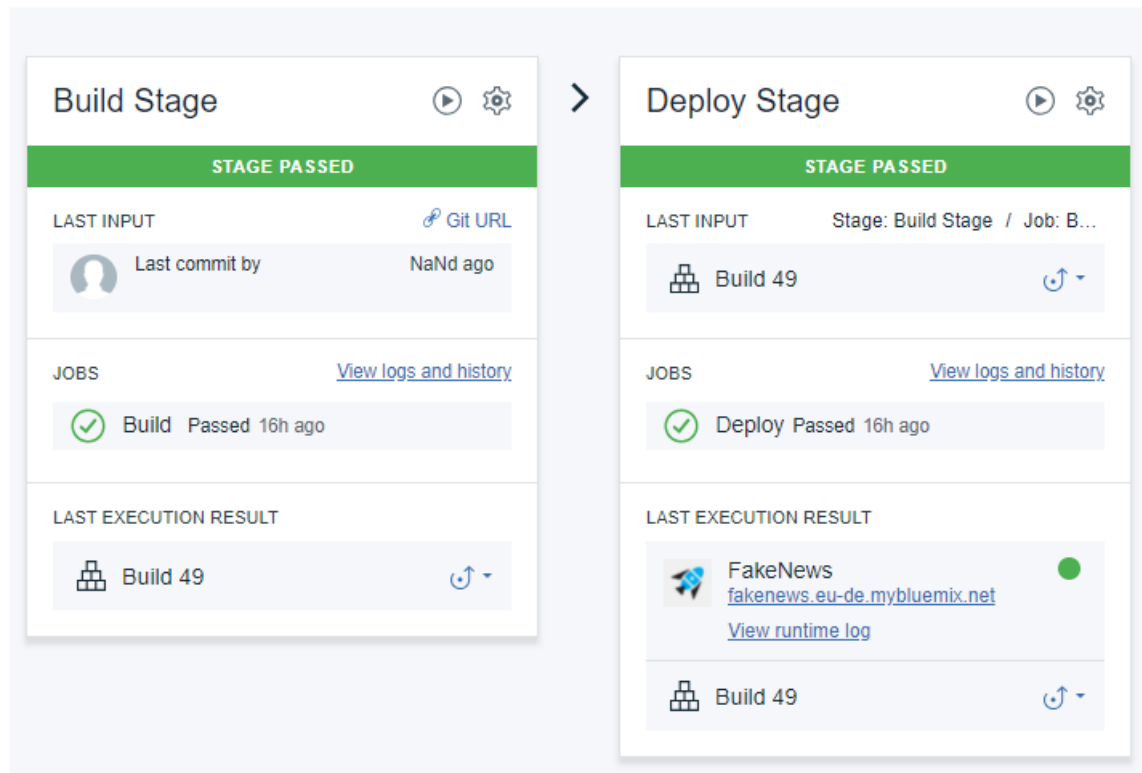 Build Stage
STAGE PASSED
LAST INPUT Git URL
Last commit by NaNd ago
JOBS View logs and history
Build Passed 16h ago
LAST EXECUTION RESULT
Build 49
Deploy Stage
STAGE PASSED
LAST INPUT Stage: Build Stage / Job: B...
Build 49
JOBS View logs and history
Deploy Passed 16h ago
LAST EXECUTION RESULT
FakeNews
fakenews.eu-de.mybluemix.net
View runtime log
Build 49